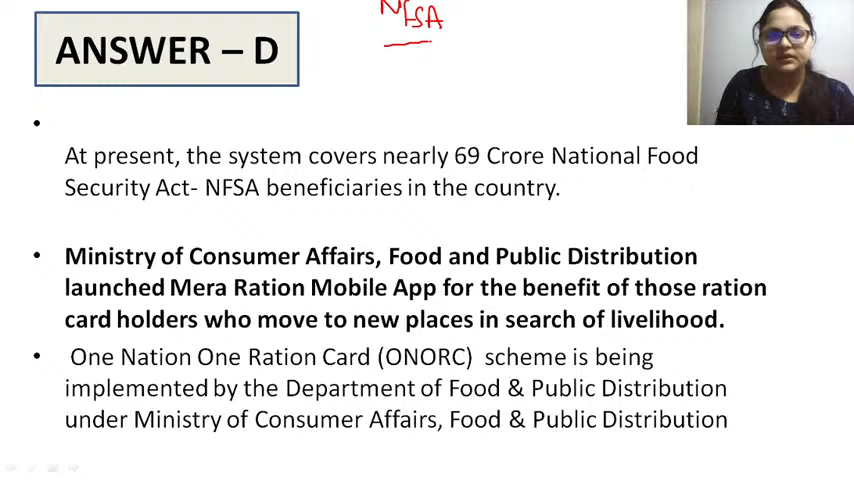 NFSA
ANSWER – D
At present, the system covers nearly 69 Crore National Food
Security Act- NFSA beneficiaries in the country.
Ministry of Consumer Affairs, Food and Public Distribution
launched Mera Ration Mobile App for the benefit of those ration
card holders who move to new places in search of livelihood.
One Nation One Ration Card (ONORC) scheme is being
implemented by the Department of Food & Public Distribution
under Ministry of Consumer Affairs, Food & Public Distribution